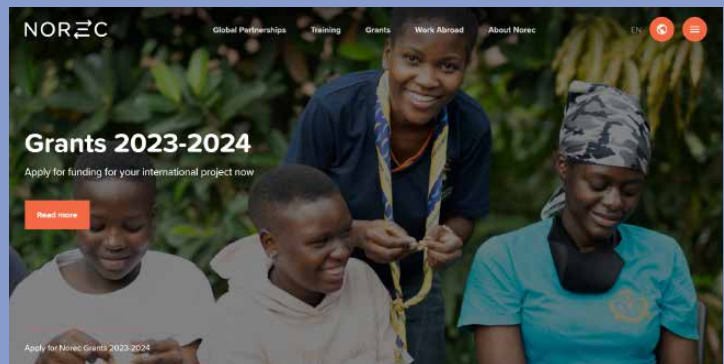 NOREC
Global Partnerships Training Grants Work Abroad About Norec EN
Grants 2023-2024
Apply for funding for your international project now
Read more
Apply for Norec Grants 2023-2024